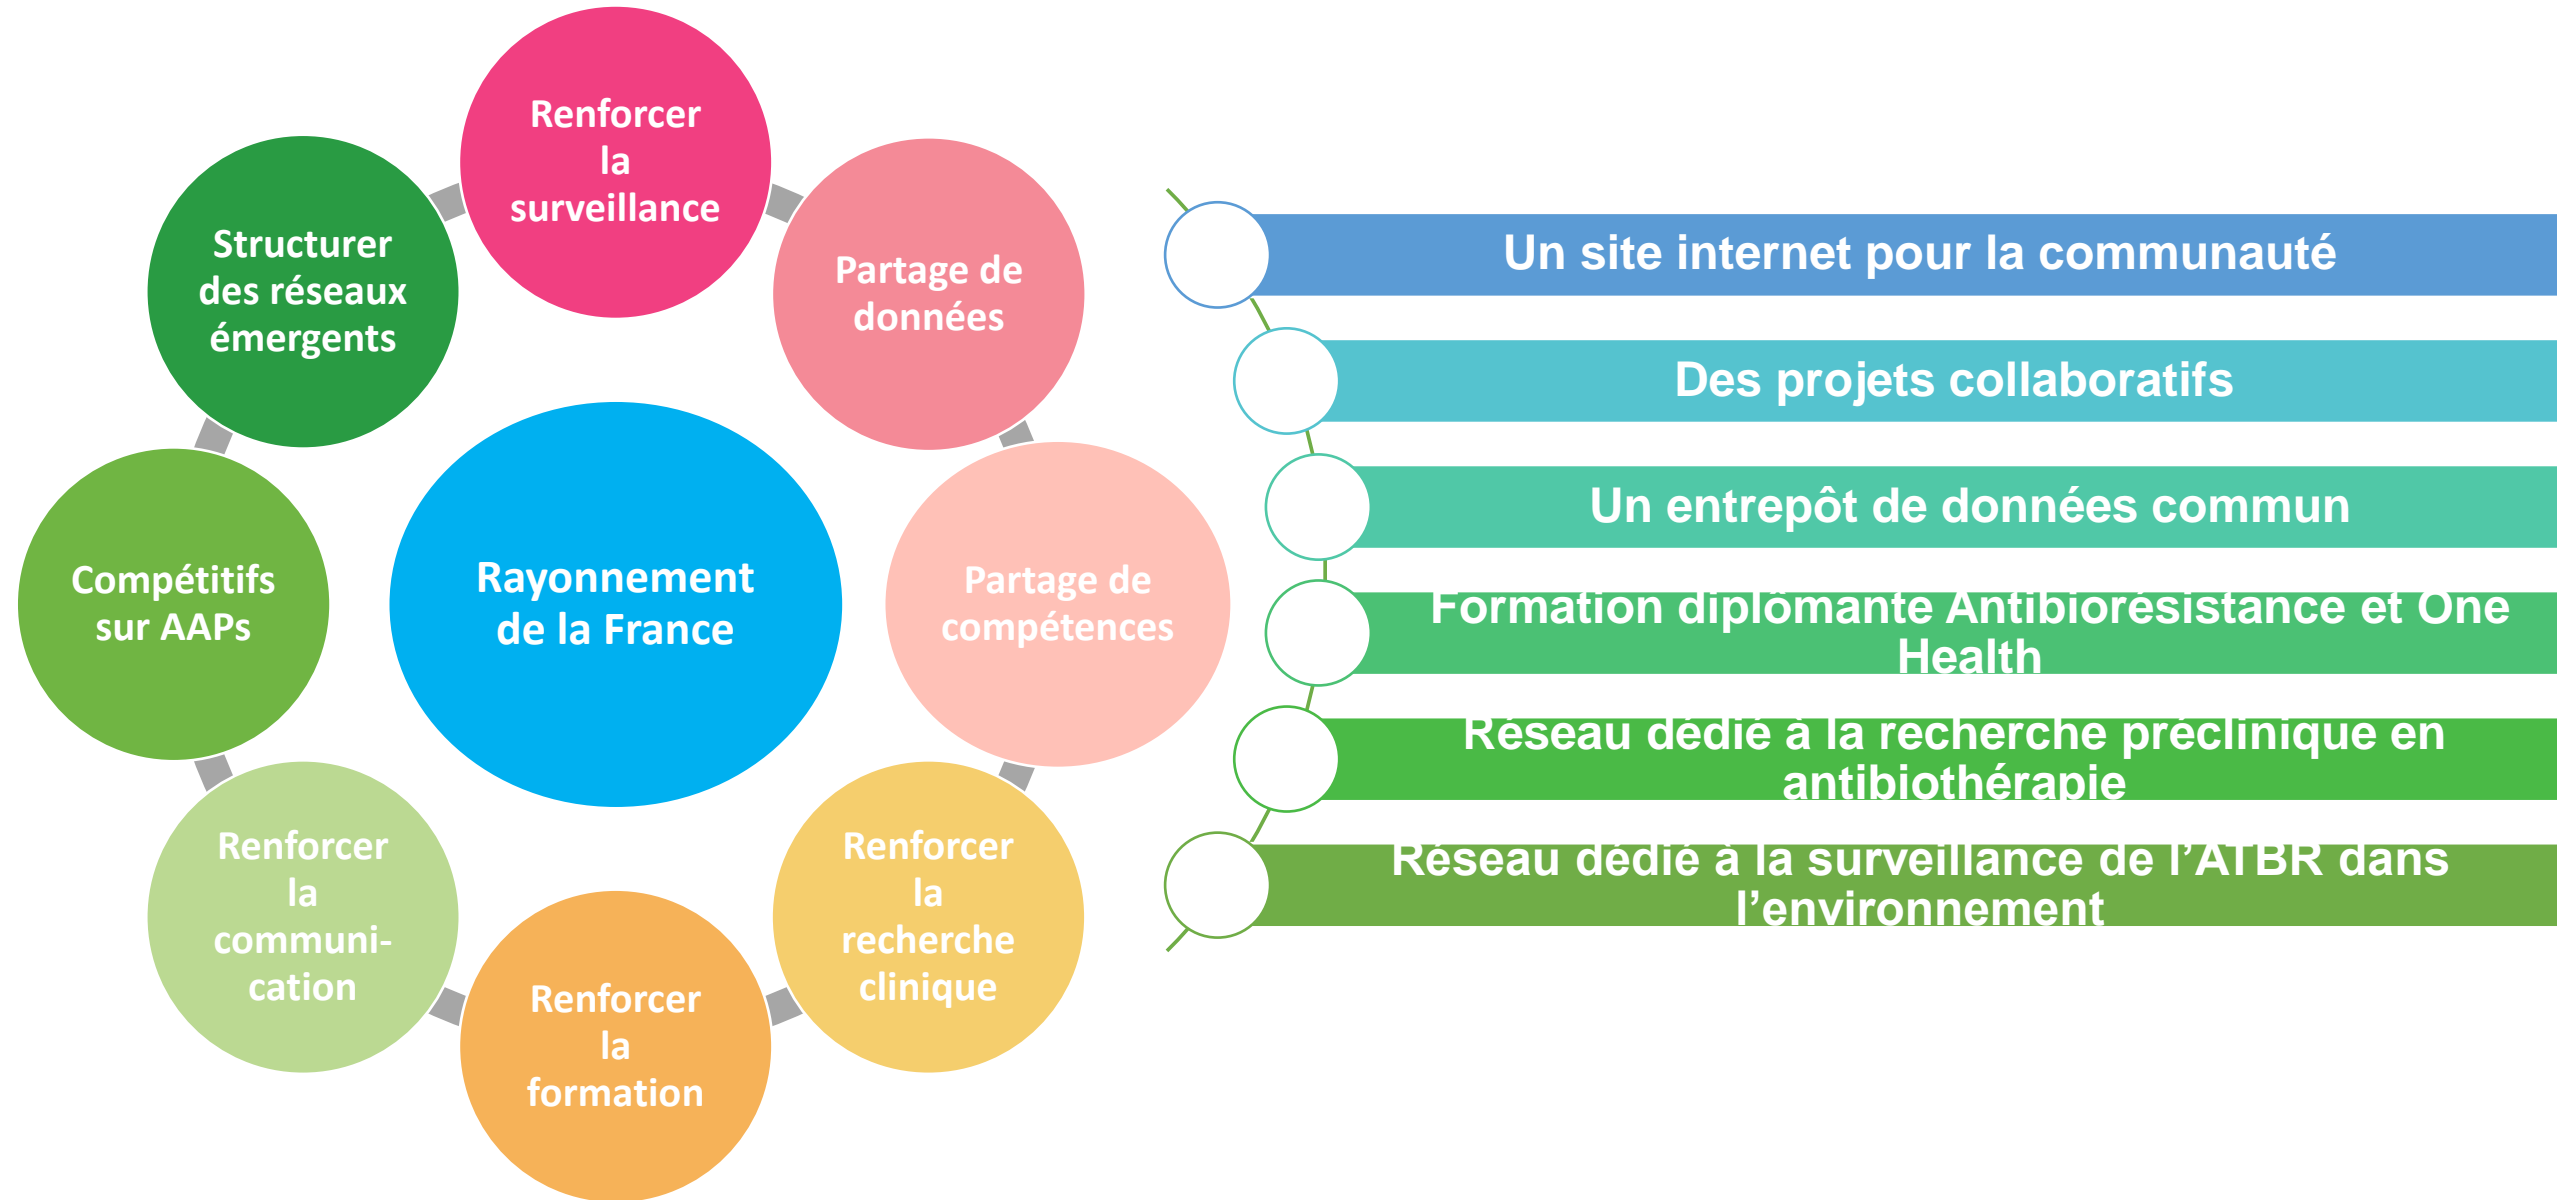 Renforcer
la
surveillance
Partage de
données
Partage de
compétences
Renforcer
la
recherche
clinique
Renforcer
la
formation
Renforcer
la
communi-
cation
Compétitifs
sur AAPs
Structurer
des réseaux
émergents
Rayonnement
de la France
Un site internet pour la communauté
Des projets collaboratifs
Un entrepôt de données commun
Formation diplômante Antibiorésistance et One
Health
Réseau dédié à la recherche préclinique en
antibiothérapie
Réseau dédié à la surveillance de l’ATBR dans
l’environnement